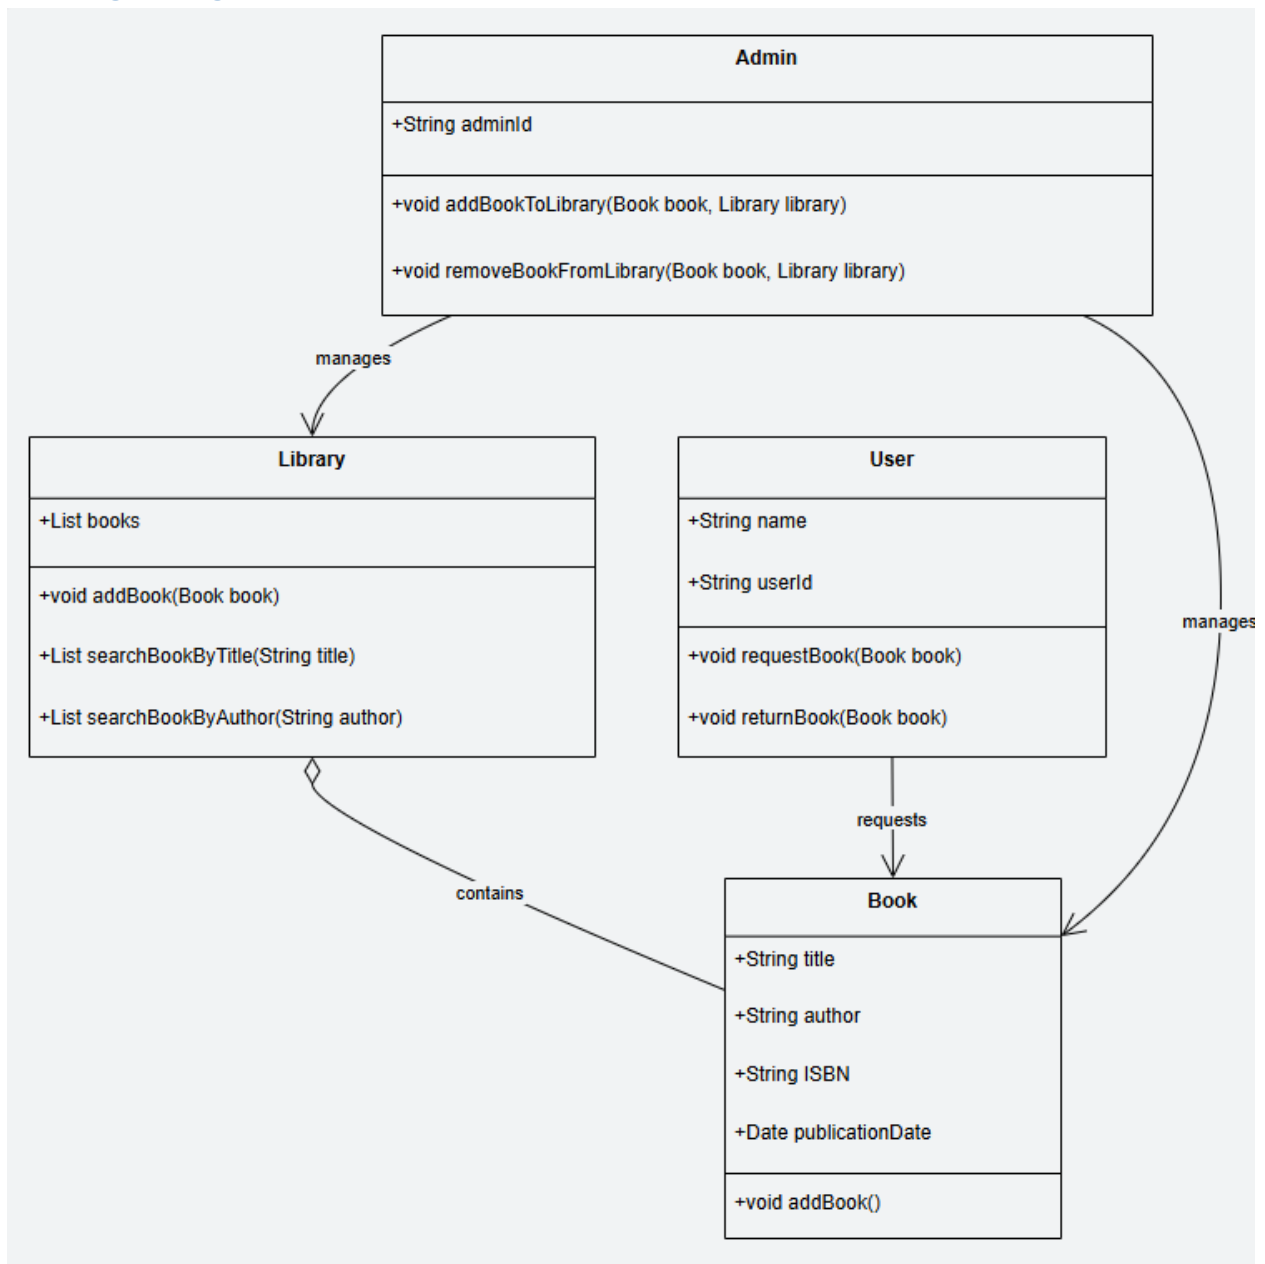 Admin
+String adminId
+void addBookToLibrary(Book book, Library library)
+void removeBookFromLibrary(Book book, Library library)
manages
Library
+List books
+void addBook(Book book)
+List searchBookByTitle(String title)
+List searchBookByAuthor(String author)
User
+String name
+String userId
+void requestBook(Book book)
+void returnBook(Book book)
manages
requests
contains
Book
+String title
+String author
+String ISBN
+Date publicationDate
+void addBook()